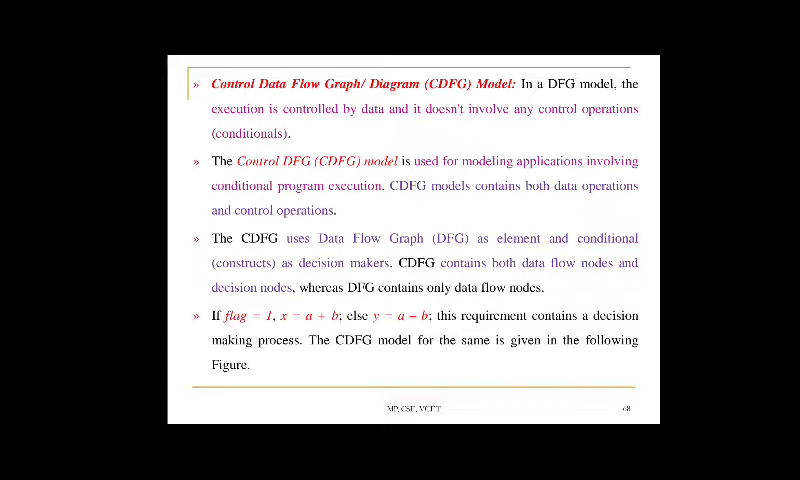 » Control Data Flow Graph/ Diagram (CDFG) Model: In a DFG model, the
execution is controlled by data and it doesn't involve any control operations
(conditionals).
» The Control DFG (CDFG) model is used for modeling applications involving
conditional program execution. CDFG models contains both data operations
and control operations.
» The CDFG uses Data Flow Graph (DFG) as element and conditional
(constructs) as decision makers. CDFG contains both data flow nodes and
decision nodes, whereas DFG contains only data flow nodes.
» If flag = 1, x = a + b; else y = a – b; this requirement contains a decision
making process. The CDFG model for the same is given in the following
Figure.
MP, CSE, VCET 68